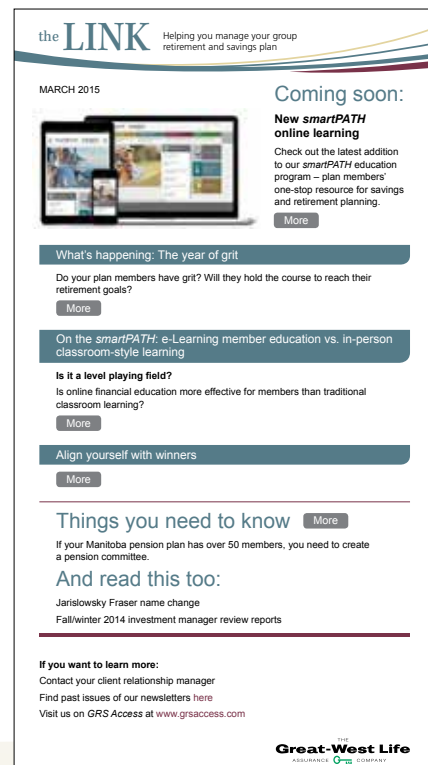 the LINK
Helping you manage your group
retirement and savings plan
MARCH 2015
Coming soon:
New smartPATH
online learning
Check out the latest addition
to our smartPATH education
program – plan members'
one-stop resource for savings
and retirement planning.
More
What's happening: The year of grit
Do your plan members have grit? Will they hold the course to reach their
retirement goals?
More
On the smartPATH: e-Learning member education vs. in-person
classroom-style learning
Is it a level playing field?
Is online financial education more effective for members than traditional
classroom learning?
More
Align yourself with winners
More
Things you need to know More
If your Manitoba pension plan has over 50 members, you need to create
a pension committee.
And read this too:
Jarislowsky Fraser name change
Fall/winter 2014 investment manager review reports
If you want to learn more:
Contact your client relationship manager
Find past issues of our newsletters here
Visit us on GRS Access at www.grsaccess.com
THE
Great-West Life
ASSURANCE COMPANY